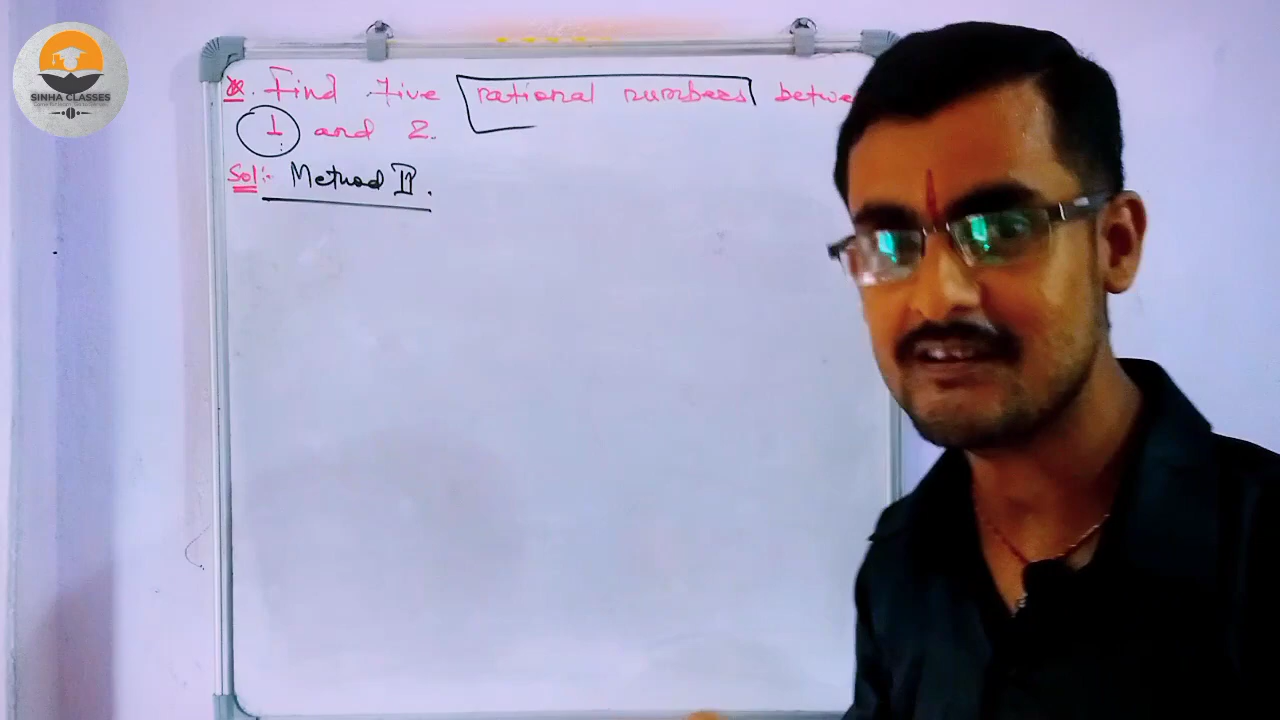 SINHA CLASSES
Q. Find five rational numbers betwe
1 and 2.
Sol:- Method II.